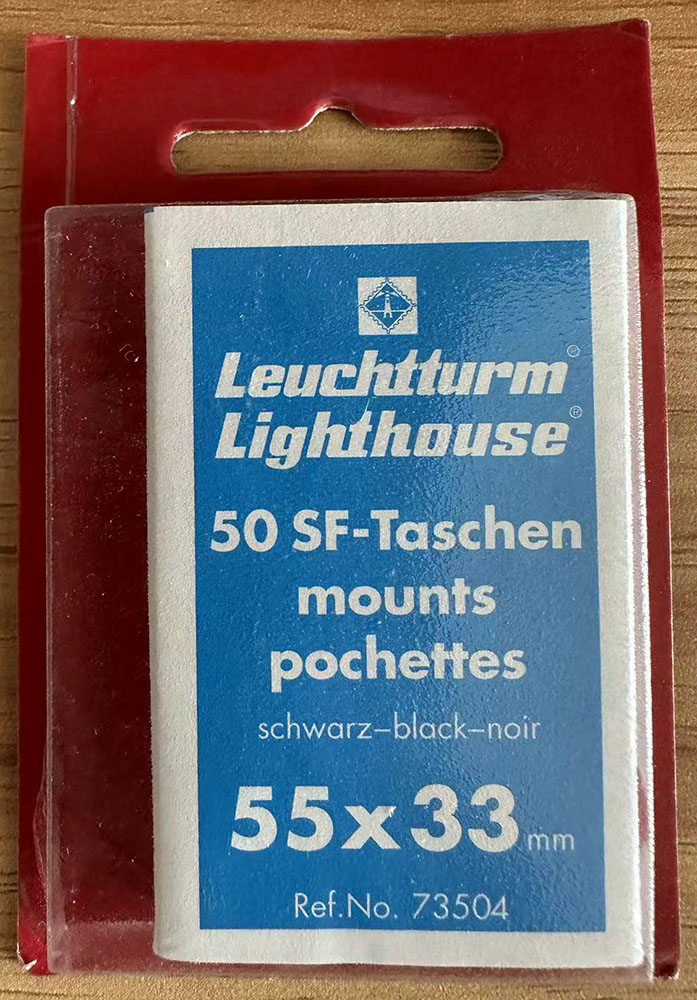 Leuchtturm®
Lighthouse®
50 SF-Taschen
mounts
pochettes
schwarz–black–noir
55x33mm
Ref.No. 73504